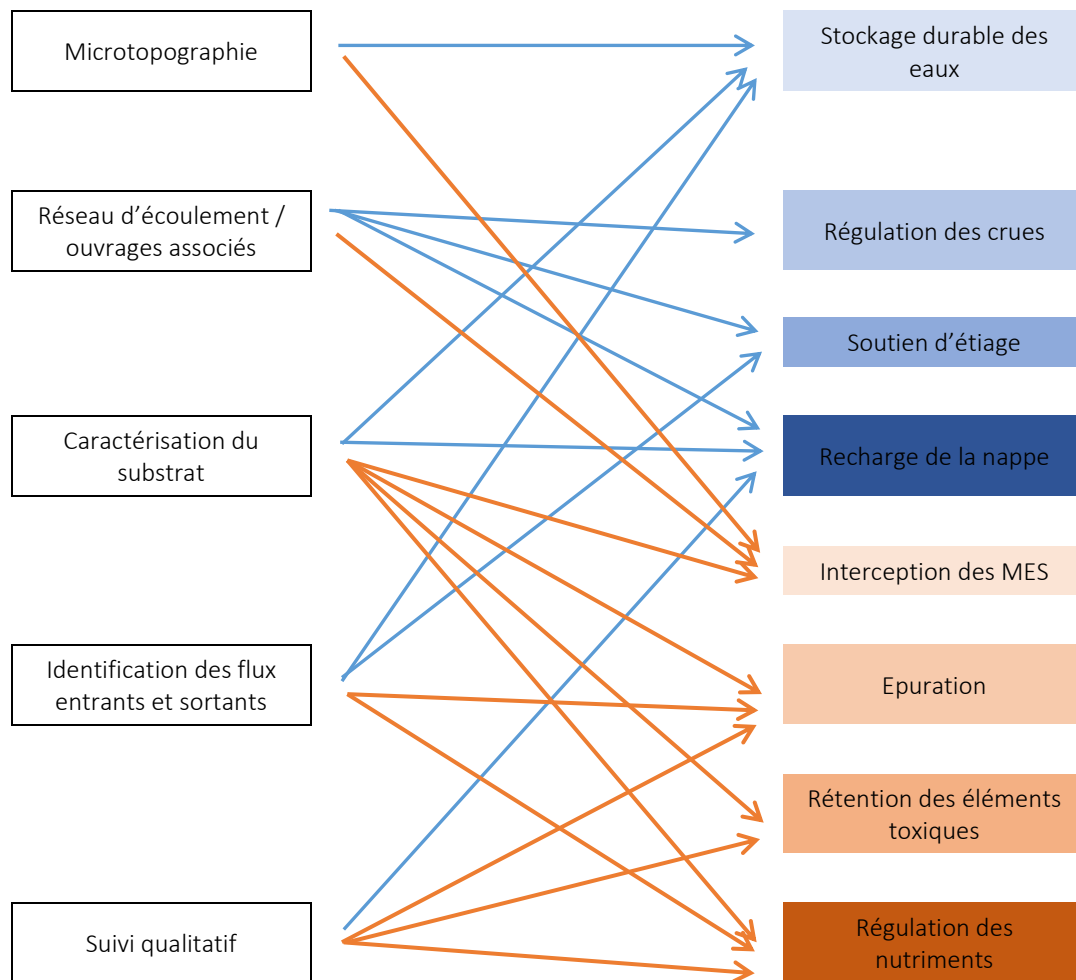 Microtopographie
Stockage durable des
eaux
Réseau d'écoulement /
ouvrages associés
Régulation des crues
Soutien d'étiage
Caractérisation du
substrat
Recharge de la nappe
Interception des MES
Identification des flux
entrants et sortants
Epuration
Rétention des éléments
toxiques
Suivi qualitatif
Régulation des
nutriments